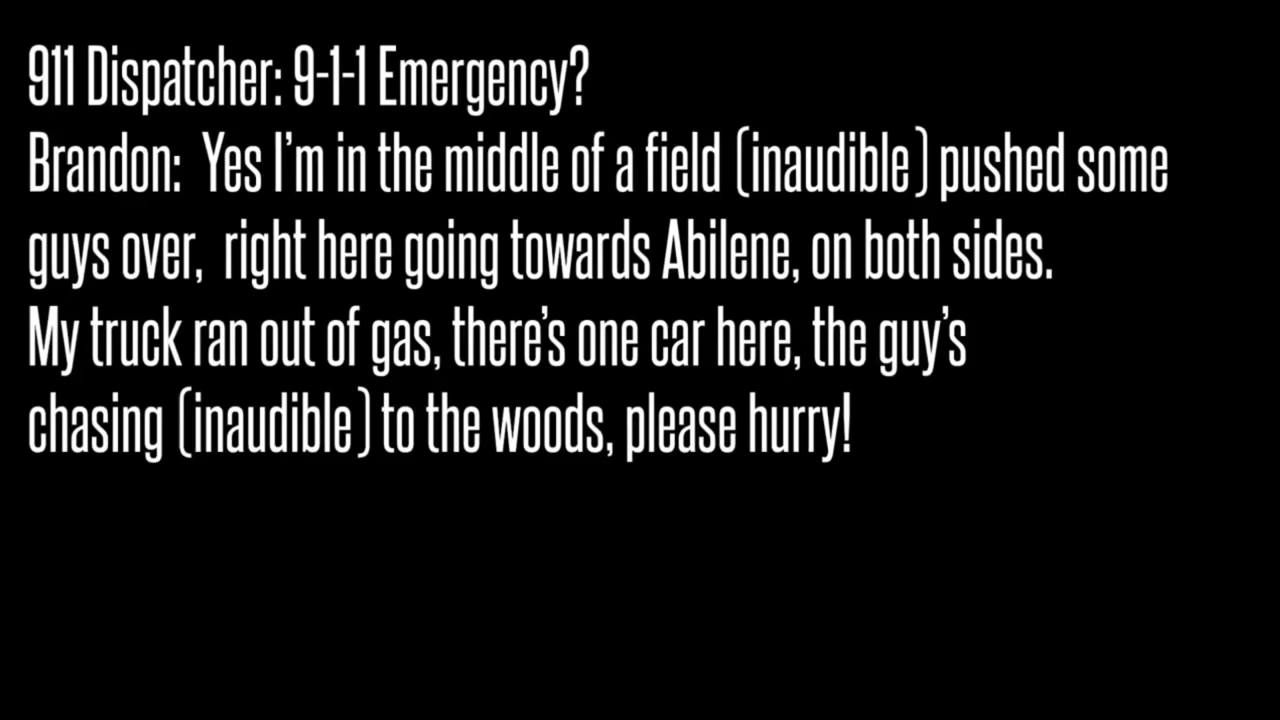 911 Dispatcher: 9-1-1 Emergency?
Brandon:  Yes I'm in the middle of a field (inaudible) pushed some
guys over,  right here going towards Abilene, on both sides.
My truck ran out of gas, there's one car here, the guy's
chasing (inaudible) to the woods, please hurry!